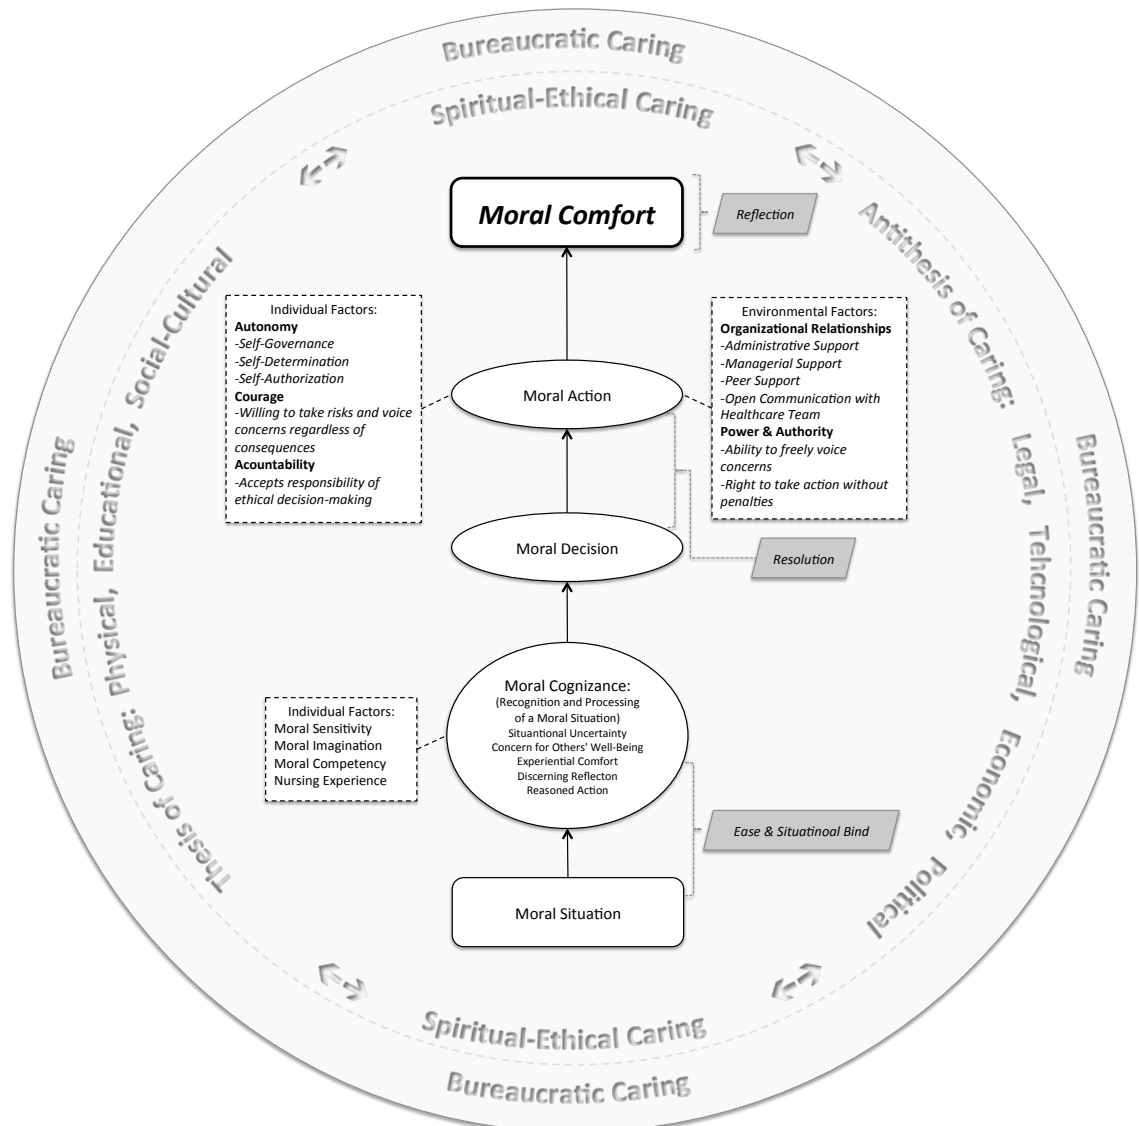 Bureaucratic Caring
Spiritual-Ethical Caring
Moral Comfort
Reflection
Thesis of Caring: Physical, Educational, Social-Cultural
Antithesis of Caring: Legal, Tehcnological, Economic, Political
Bureaucratic Caring
Bureaucratic Caring
Individual Factors:
Autonomy
-Self-Governance
-Self-Determination
-Self-Authorization
Courage
-Willing to take risks and voice
concerns regardless of
consequences
Acountability
-Accepts responsibility of
ethical decision-making
Moral Action
Environmental Factors:
Organizational Relationships
-Administrative Support
-Managerial Support
-Peer Support
-Open Communication with
Healthcare Team
Power & Authority
-Ability to freely voice
concerns
-Right to take action without
penalties
Moral Decision
Resolution
Individual Factors:
Moral Sensitivity
Moral Imagination
Moral Competency
Nursing Experience
Moral Cognizance:
(Recognition and Processing
of a Moral Situation)
Situantional Uncertainty
Concern for Others' Well-Being
Experiential Comfort
Discerning Reflecton
Reasoned Action
Ease & Situatinoal Bind
Moral Situation
Spiritual-Ethical Caring
Bureaucratic Caring